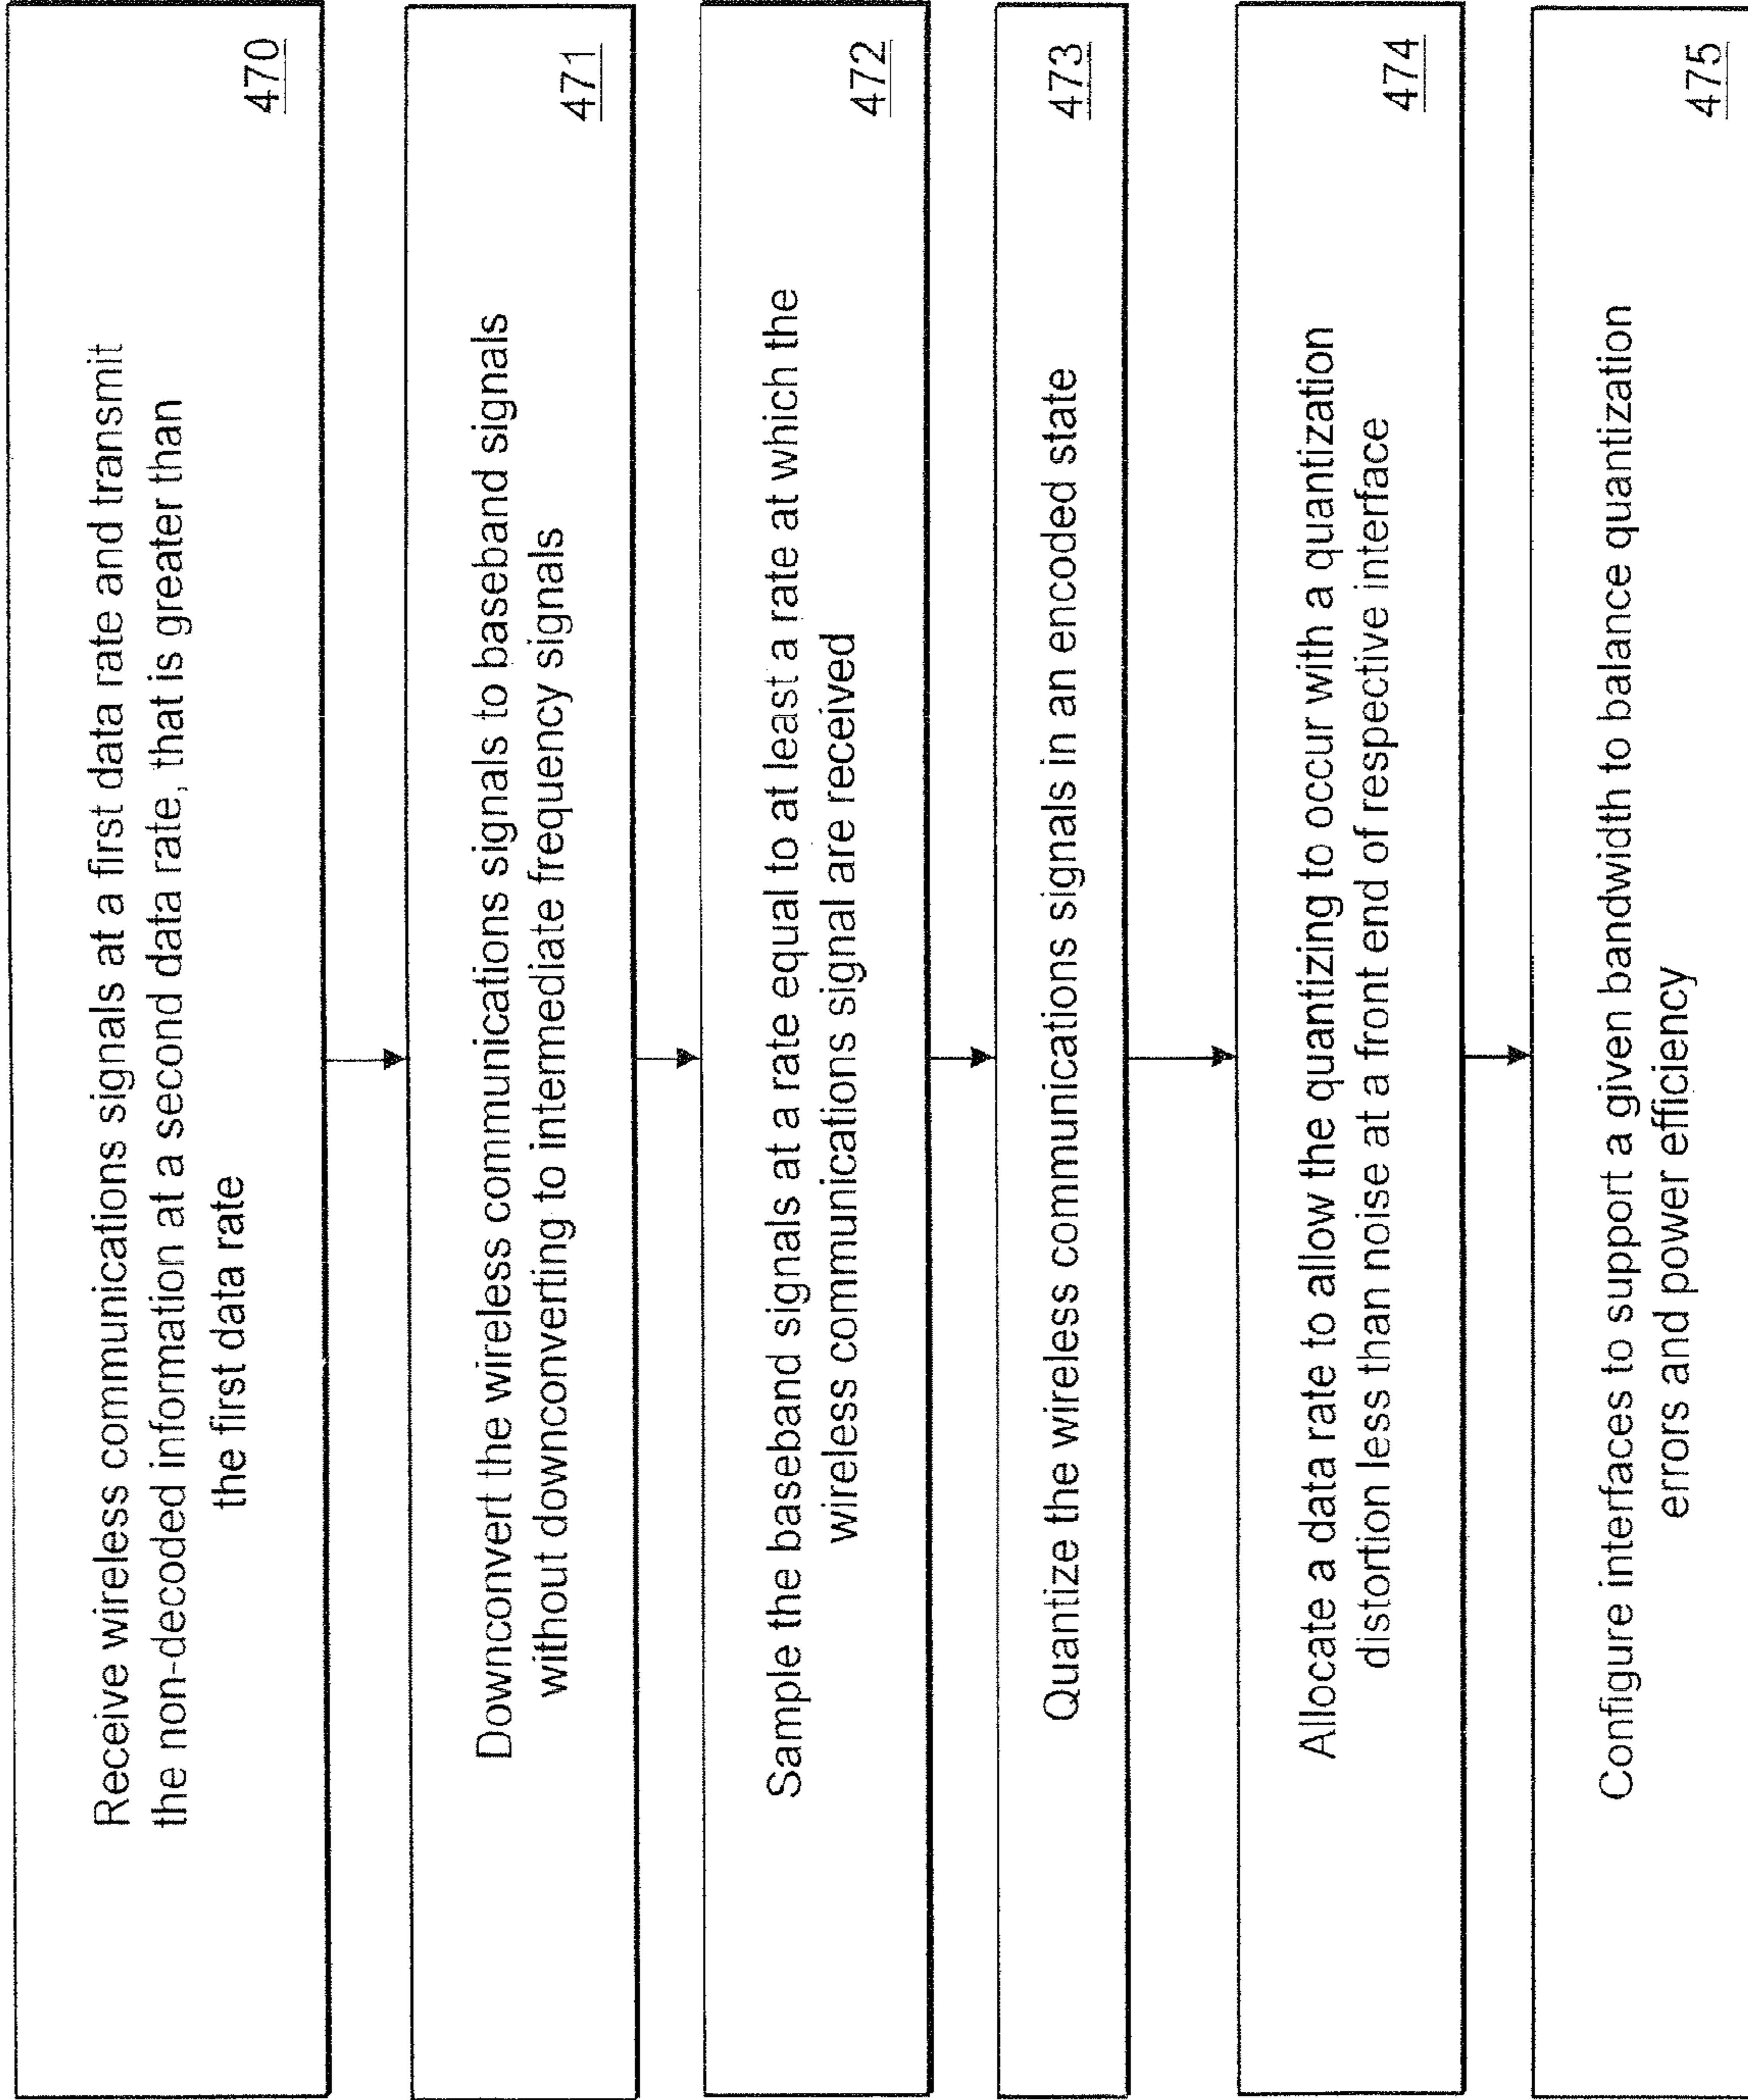 Receive wireless communications signals at a first data rate and transmit
the non-decoded information at a second data rate, that is greater than
the first data rate
470
Downconvert the wireless communications signals to baseband signals
without downconverting to intermediate frequency signals
471
Sample the baseband signals at a rate equal to at least a rate at which the
wireless communications signal are received
472
Quantize the wireless communications signals in an encoded state
473
Allocate a data rate to allow the quantizing to occur with a quantization
distortion less than noise at a front end of respective interface
474
Configure interfaces to support a given bandwidth to balance quantization
errors and power efficiency
475